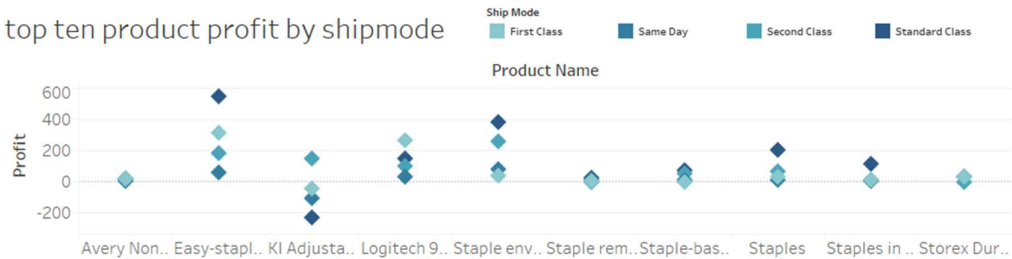 top ten product profit by shipmode
Ship Mode
First Class
Same Day
Second Class
Standard Class
Product Name
Profit
600
400
200
0
-200
Avery Non.. Easy-stapl.. KI Adjusta.. Logitech 9.. Staple env.. Staple rem.. Staple-bas.. Staples Staples in .. Storex Dur..